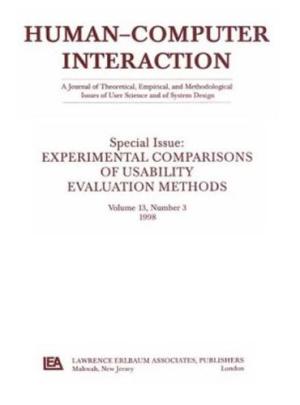 HUMAN–COMPUTER
INTERACTION
A Journal of Theoretical, Empirical, and Methodological
Issues of User Science and of System Design
Special Issue:
EXPERIMENTAL COMPARISONS
OF USABILITY
EVALUATION METHODS
Volume 13, Number 3
1998
LEA
LAWRENCE ERLBAUM ASSOCIATES, PUBLISHERS
Mahwah, New Jersey London